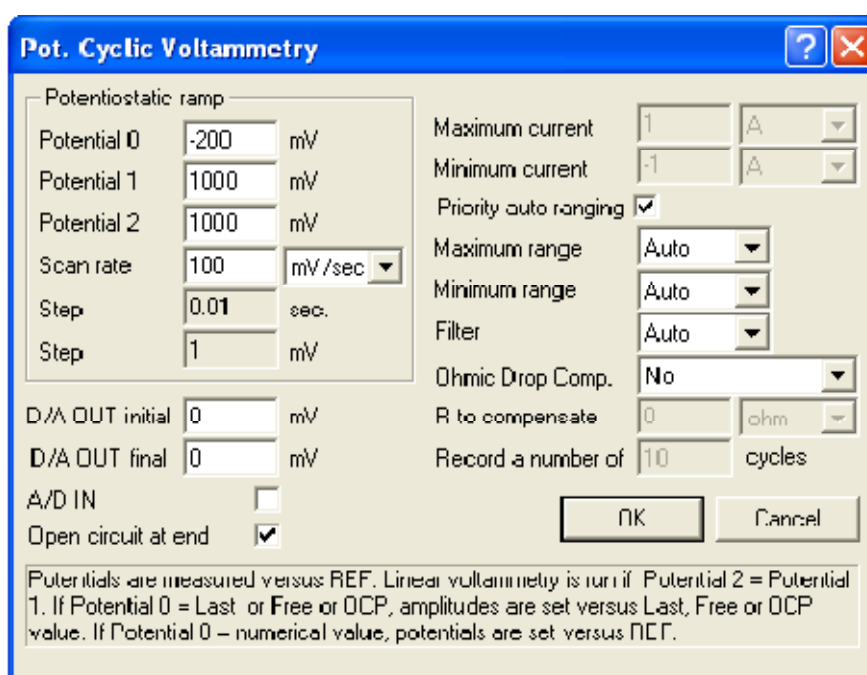 Pot. Cyclic Voltammetry
Potentiostatic ramp
Potential 0 -200 mV
Potential 1 1000 mV
Potential 2 1000 mV
Scan rate 100 mV/sec
Step 0.01 sec.
Step 1 mV
D/A OUT initial 0 mV
D/A OUT final 0 mV
A/D IN
Open circuit at end
Maximum current 1 A
Minimum current -1 A
Priority auto ranging
Maximum range Auto
Minimum range Auto
Filter Auto
Ohmic Drop Comp. No
R to compensate 0 ohm
Record a number of 10 cycles
OK Cancel
Potentials are measured versus REF. Linear voltammetry is run if Potential 2 = Potential
1. If Potential 0 = Last or Free or OCP, amplitudes are set versus Last, Free or OCP
value. If Potential 0 = numerical value, potentials are set versus REF.